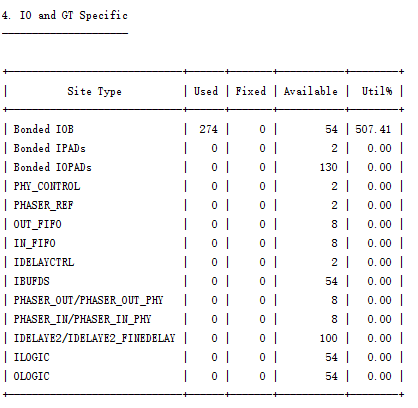 4. IO and GT Specific
---------------------
+-----------------------------+------+-------+-----------+--------+
| Site Type | Used | Fixed | Available | Util% |
+-----------------------------+------+-------+-----------+--------+
| Bonded IOB | 274 | 0 | 54 | 507.41 |
| Bonded IPADs | 0 | 0 | 2 | 0.00 |
| Bonded IOPADs | 0 | 0 | 130 | 0.00 |
| PHY_CONTROL | 0 | 0 | 2 | 0.00 |
| PHASER_REF | 0 | 0 | 2 | 0.00 |
| OUT_FIFO | 0 | 0 | 8 | 0.00 |
| IN_FIFO | 0 | 0 | 8 | 0.00 |
| IDELAYCTRL | 0 | 0 | 2 | 0.00 |
| IBUFDS | 0 | 0 | 54 | 0.00 |
| PHASER_OUT/PHASER_OUT_PHY | 0 | 0 | 8 | 0.00 |
| PHASER_IN/PHASER_IN_PHY | 0 | 0 | 8 | 0.00 |
| IDELAYE2/IDELAYE2_FINEDELAY | 0 | 0 | 100 | 0.00 |
| ILOGIC | 0 | 0 | 54 | 0.00 |
| OLOGIC | 0 | 0 | 54 | 0.00 |
+-----------------------------+------+-------+-----------+--------+